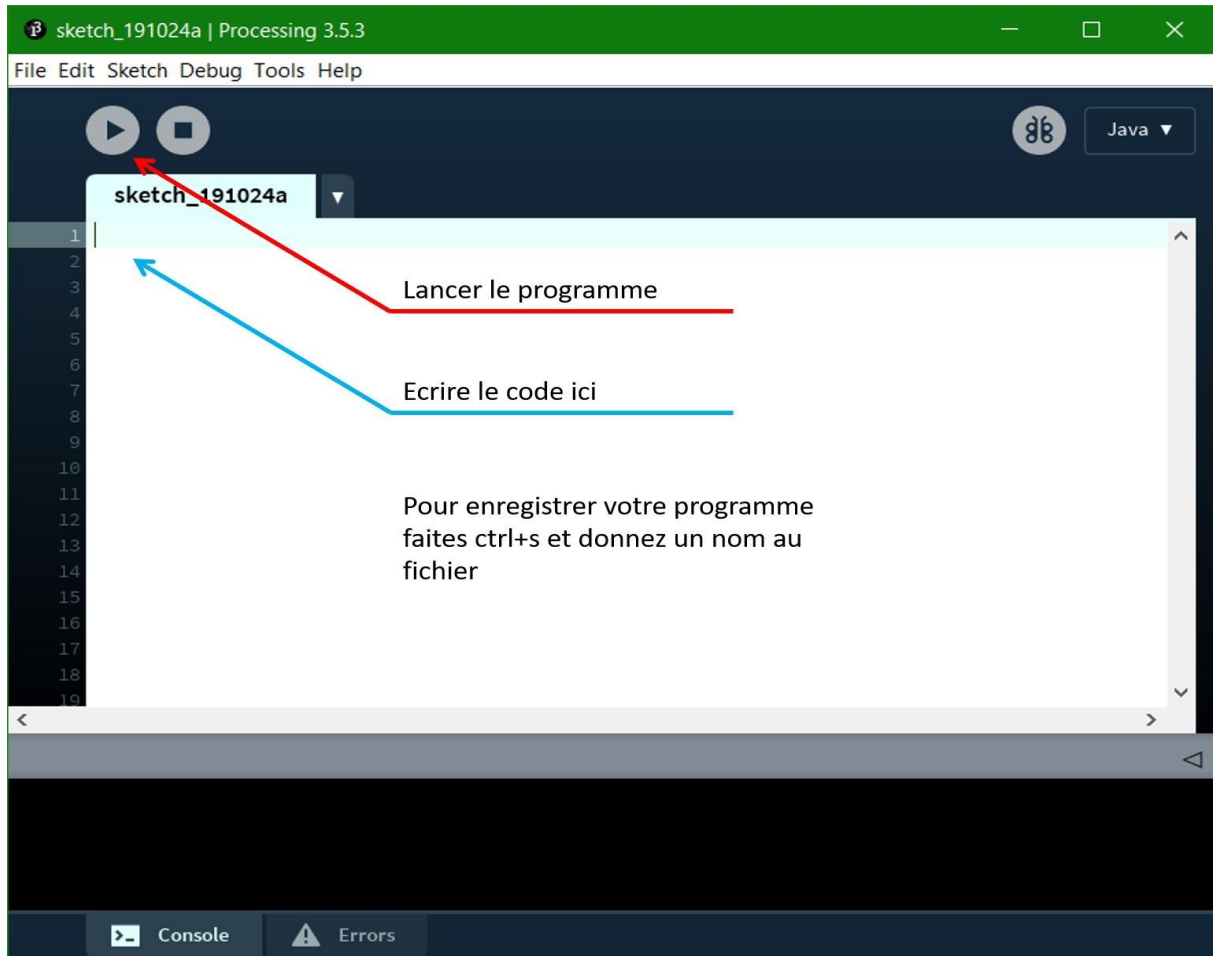 sketch_191024a | Processing 3.5.3
File Edit Sketch Debug Tools Help
Java ▼
sketch_191024a ▼
1
2
3
Lancer le programme
4
5
6
7
Ecrire le code ici
8
9
10
11
Pour enregistrer votre programme
12
faites ctrl+s et donnez un nom au
13
14
fichier
15
16
17
18
19
Console
Errors